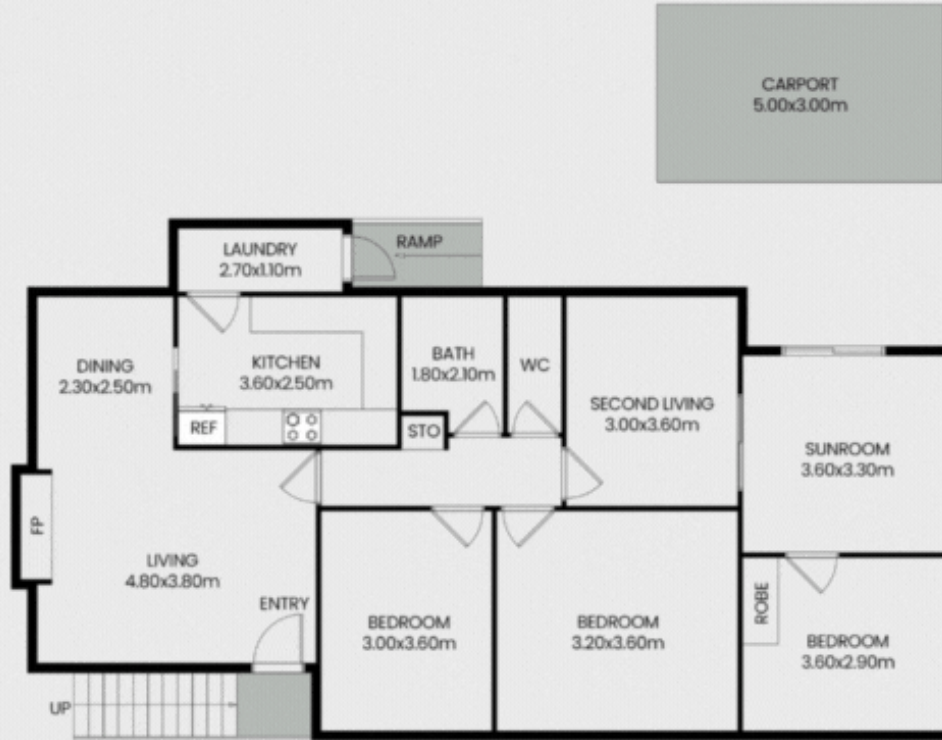 CARPORT
5.00x3.00m
LAUNDRY
2.70x1.10m
RAMP
DINING
2.30x2.50m
KITCHEN
3.60x2.50m
BATH
1.80x2.10m
WC
REF
STO
SECOND LIVING
3.00x3.60m
SUNROOM
3.60x3.30m
FP
LIVING
4.80x3.80m
ENTRY
BEDROOM
3.00x3.60m
BEDROOM
3.20x3.60m
ROBE
BEDROOM
3.60x2.90m
UP